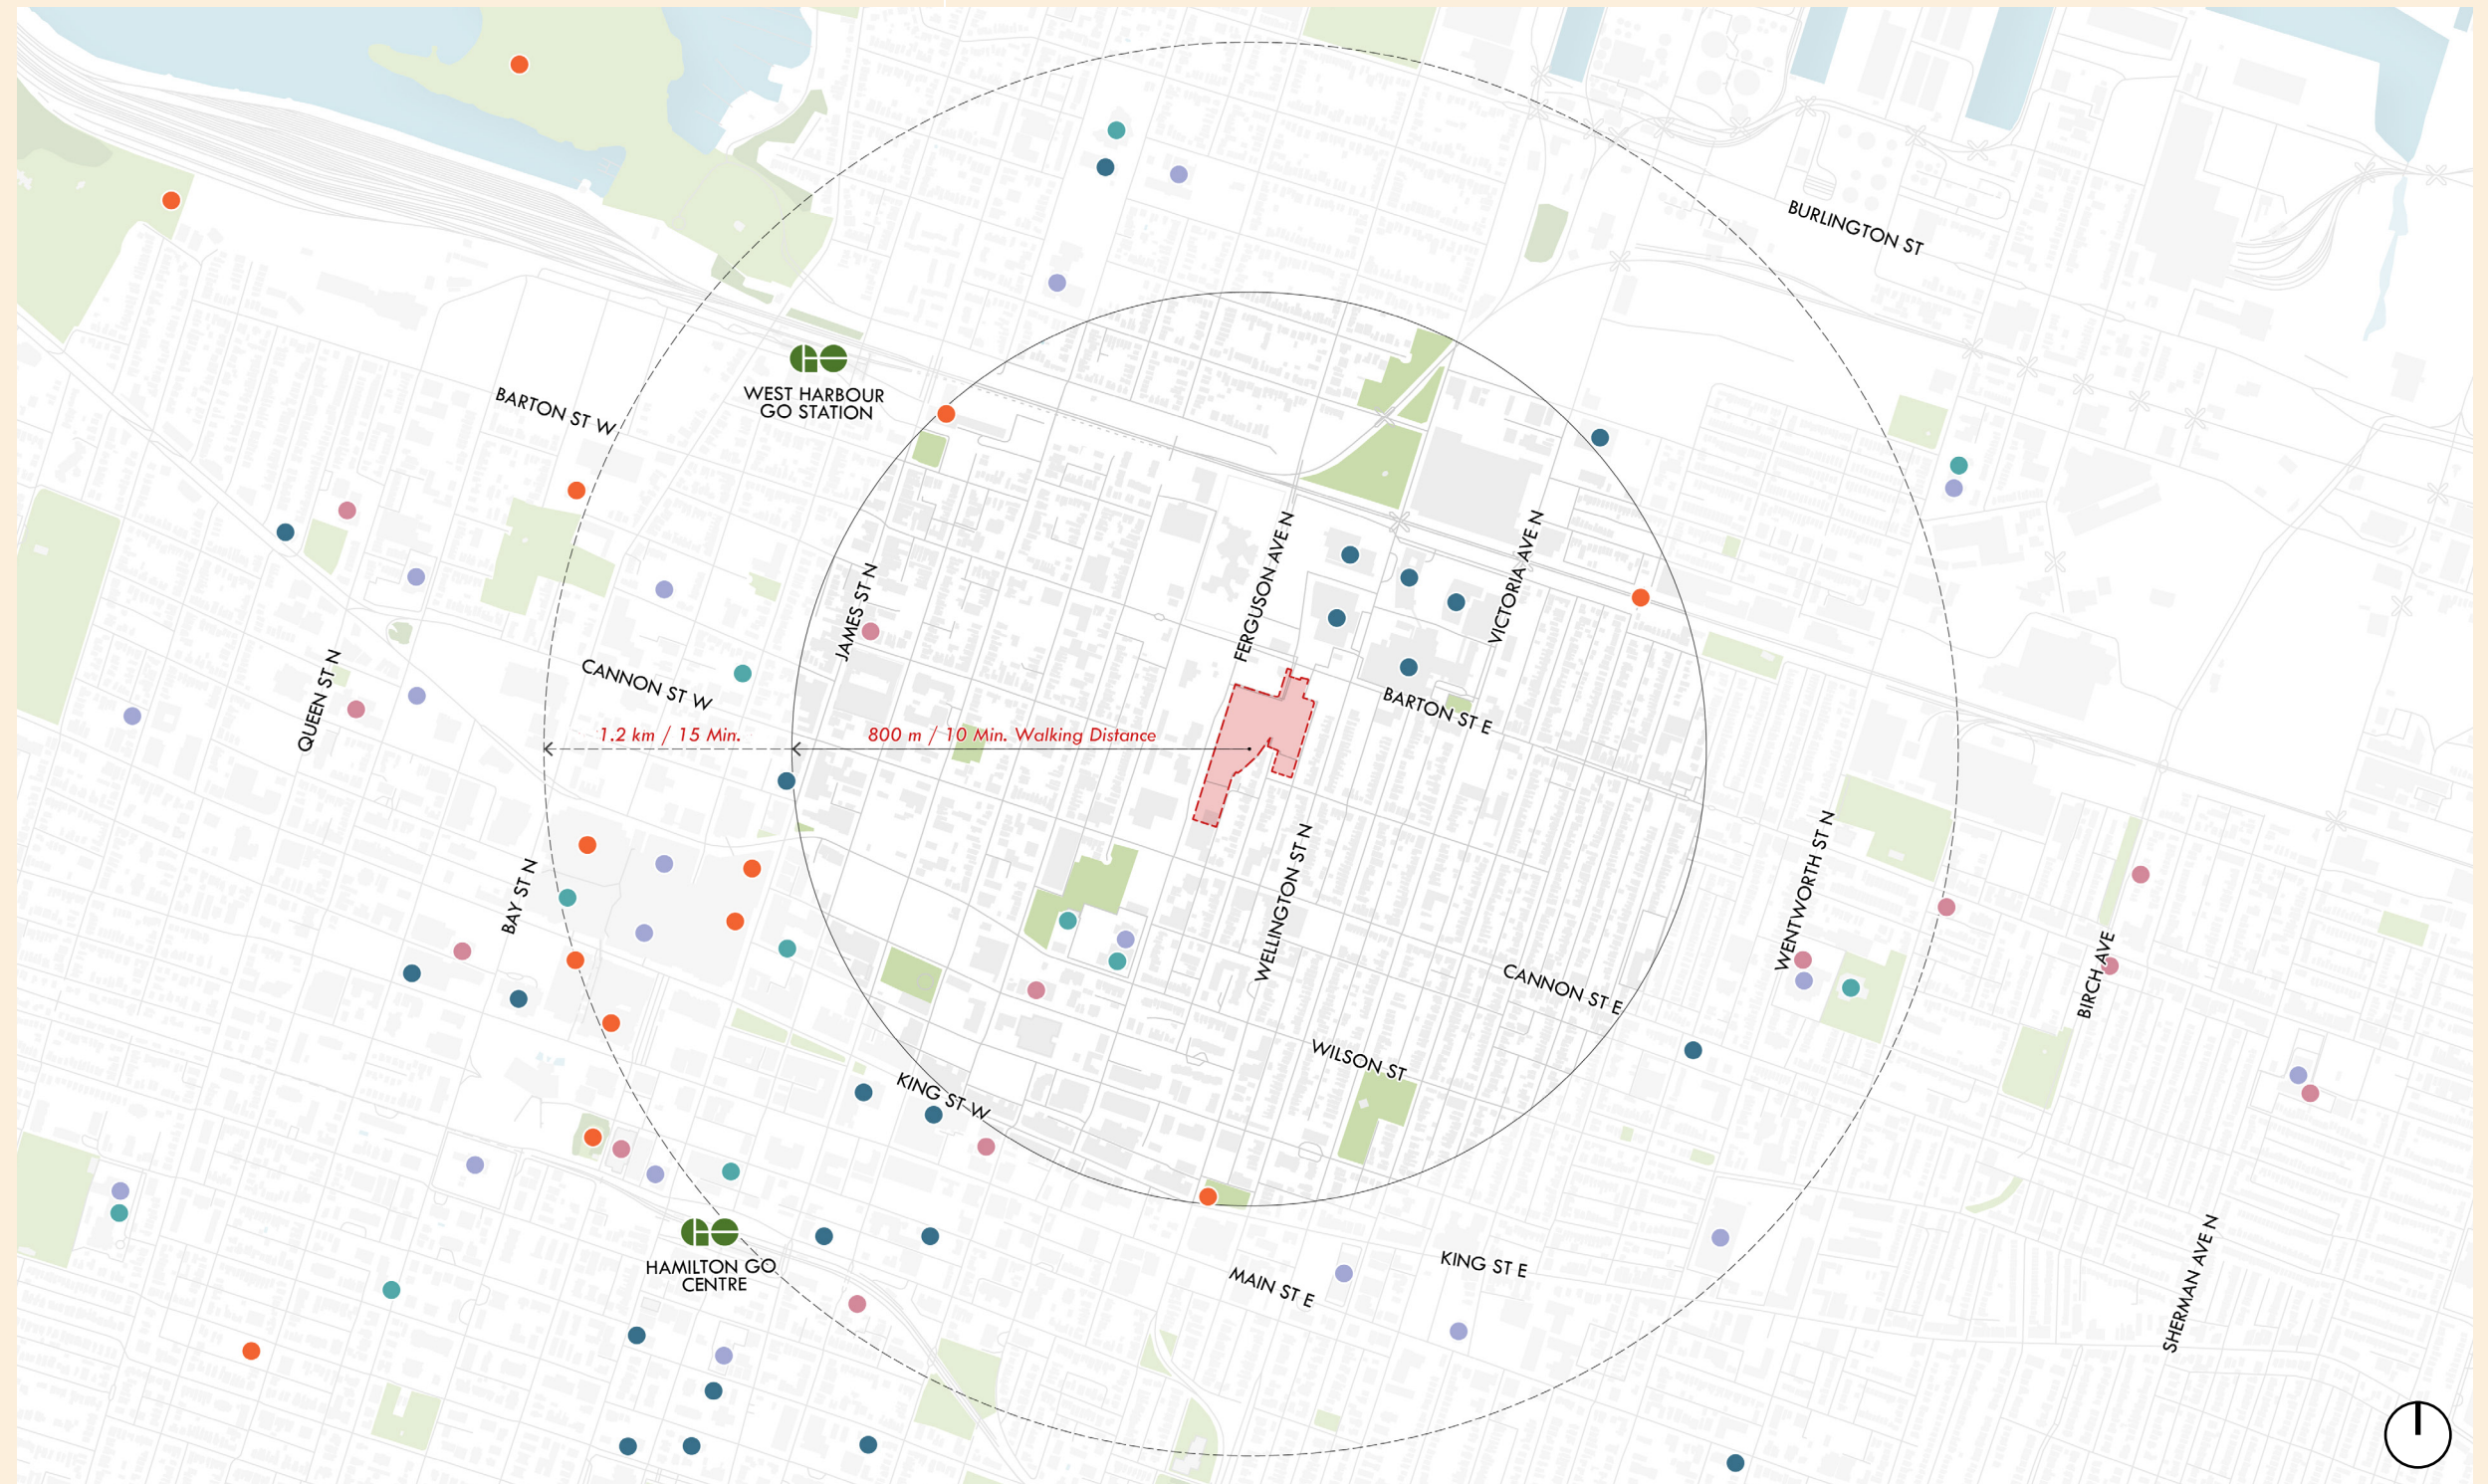 BURLINGTON ST
BARTON ST W
WEST HARBOUR
GO STATION
JAMES ST N
FERGUSON AVE N
VICTORIA AVE N
QUEEN ST N
CANNON ST W
BARTON ST E
1.2 km / 15 Min.
800 m / 10 Min. Walking Distance
BAY ST N
WELLINGTON ST N
WENTWORTH ST N
CANNON ST E
BIRCH AVE
WILSON ST
KING ST W
HAMILTON GO
CENTRE
MAIN ST E
KING ST E
SHERMAN AVE N